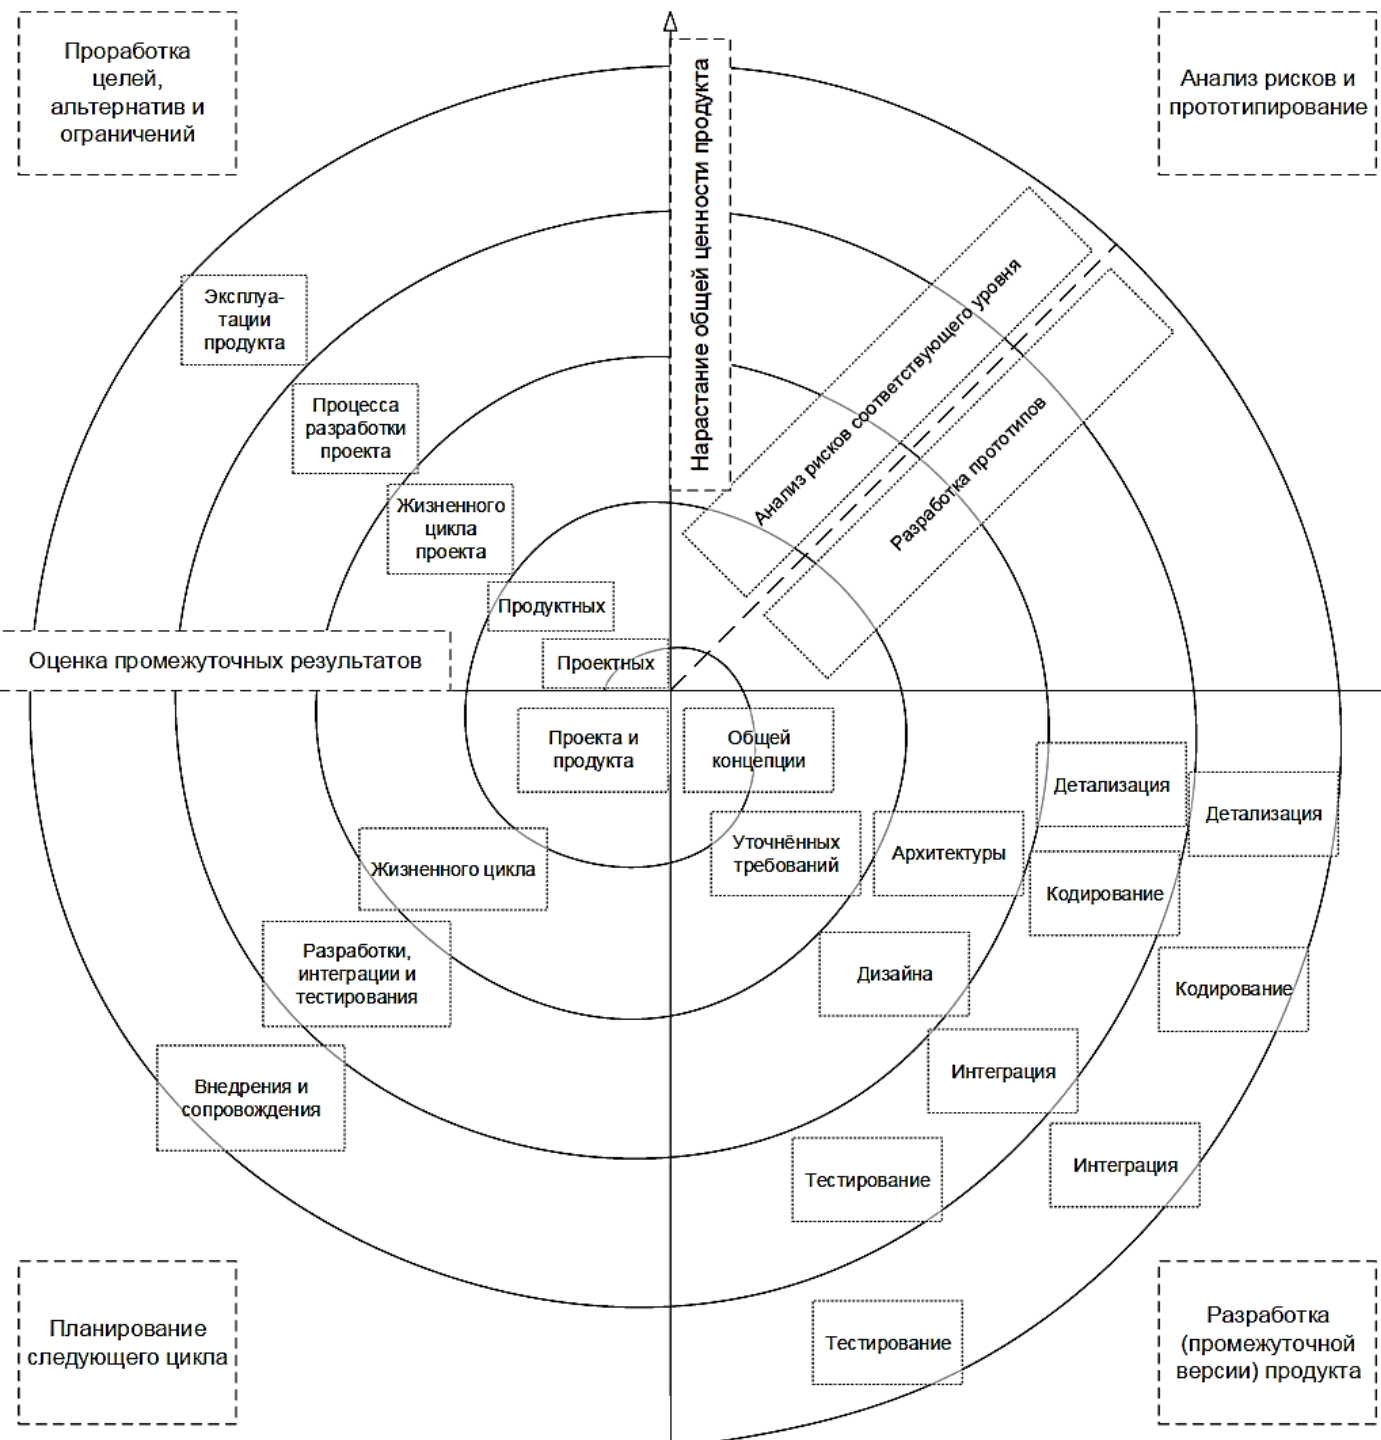 Проработка
целей,
альтернатив и
ограничений
Нарастание общей ценности продукта
Анализ рисков и
прототипирование
Эксплуа-
тации
продукта
Процесса
разработки
проекта
Жизненного
цикла
проекта
Продуктных
Проектных
Анализ рисков соответствующего уровня
Разработка прототипов
Оценка промежуточных результатов
Проекта и
продукта
Общей
концепции
Детализация
Детализация
Уточнённых
требований
Архитектуры
Жизненного цикла
Кодирование
Разработки,
интеграции и
тестирования
Дизайна
Кодирование
Внедрения и
сопровождения
Интеграция
Тестирование
Интеграция
Планирование
следующего цикла
Тестирование
Разработка
(промежуточной
версии) продукта